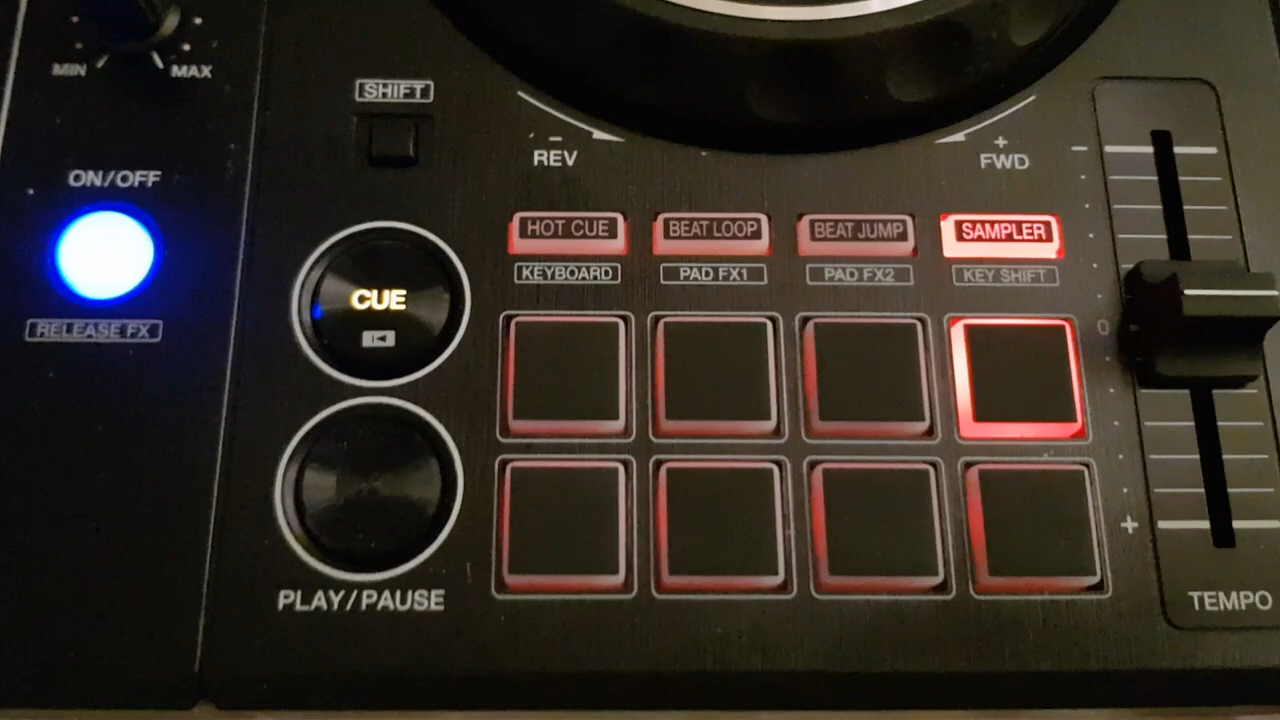 MIN MAX
SHIFT
− REV
+ FWD
−
ON/OFF
RELEASE FX
HOT CUE BEAT LOOP BEAT JUMP SAMPLER
KEYBOARD PAD FX1 PAD FX2 KEY SHIFT
CUE
0
+
PLAY/PAUSE
TEMPO